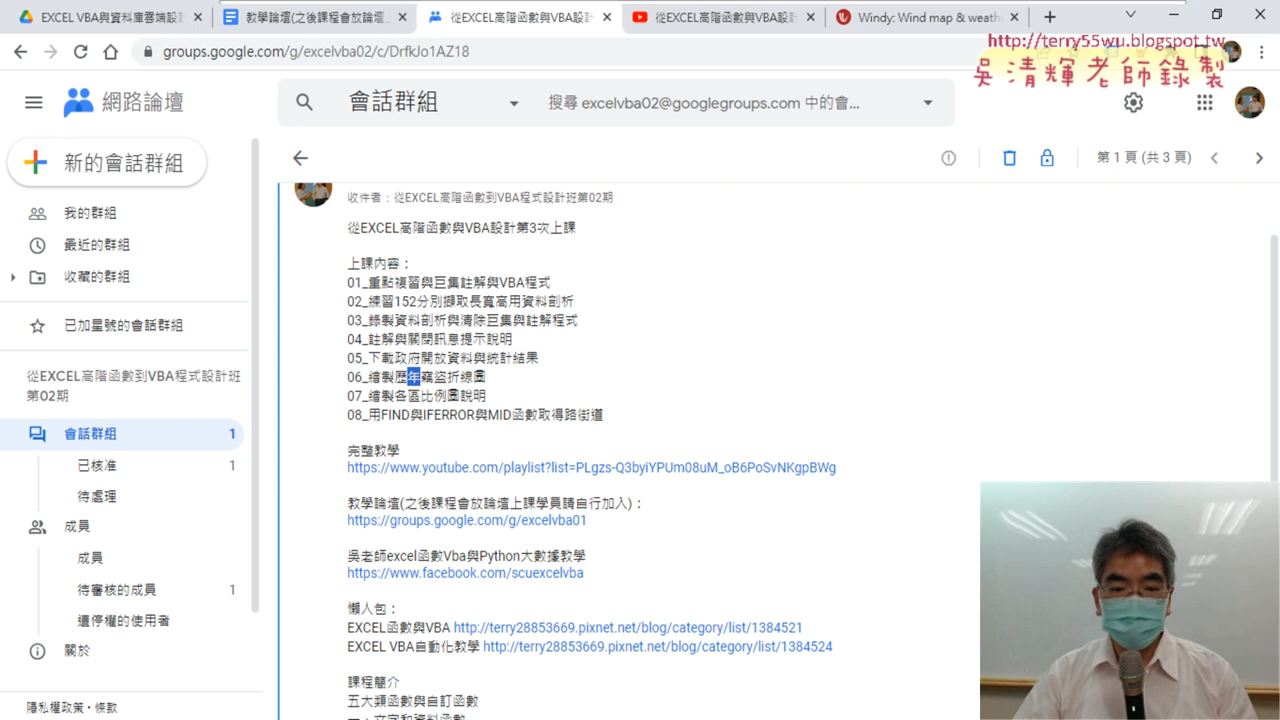 EXCEL VBA與資料庫雲端設
教學論壇(之後課程會放論壇
從EXCEL高階函數與VBA設計
從EXCEL高階函數與VBA設計
Windy: Wind map & weath
groups.google.com/g/excelvba02/c/DrfkJo1AZ18
http://terry55wu.blogspot.tw
吳清輝老師錄製
網路論壇
會話群組
搜尋 excelvba02@googlegroups.com 中的會...
新的會話群組
第 1 頁 (共 3 頁)
我的群組
最近的群組
收藏的群組
已加星號的會話群組
從EXCEL高階函數到VBA程式設計班
第02期
會話群組 1
已核准 1
待處理
成員
成員
待審核的成員 1
遭停權的使用者
關於
隱私權政策・條款
收件者：從EXCEL高階函數到VBA程式設計班第02期
從EXCEL高階函數與VBA設計第3次上課
上課內容：
01_重點複習與巨集註解與VBA程式
02_練習152分別擷取長寬高用資料剖析
03_錄製資料剖析與清除巨集與註解程式
04_註解與關閉訊息提示說明
05_下載政府開放資料與統計結果
06_繪製歷年竊盜折線圖
07_繪製各區比例圖說明
08_用FIND與IFERROR與MID函數取得路街道
完整教學
https://www.youtube.com/playlist?list=PLgzs-Q3byiYPUm08uM_oB6PoSvNKgpBWg
教學論壇(之後課程會放論壇上課學員請自行加入)：
https://groups.google.com/g/excelvba01
吳老師excel函數Vba與Python大數據教學
https://www.facebook.com/scuexcelvba
懶人包：
EXCEL函數與VBA http://terry28853669.pixnet.net/blog/category/list/1384521
EXCEL VBA自動化教學 http://terry28853669.pixnet.net/blog/category/list/1384524
課程簡介
五大類函數與自訂函數
一、文字和資料函數